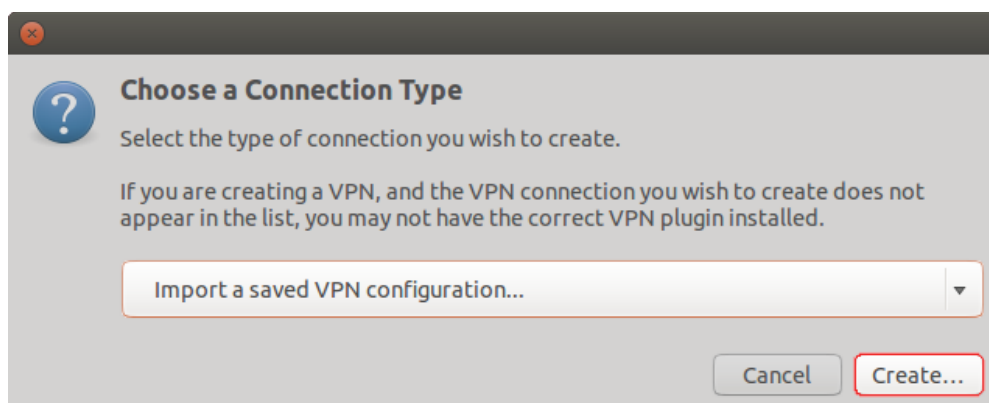 Choose a Connection Type
Select the type of connection you wish to create.
If you are creating a VPN, and the VPN connection you wish to create does not
appear in the list, you may not have the correct VPN plugin installed.
Import a saved VPN configuration...
Cancel
Create...